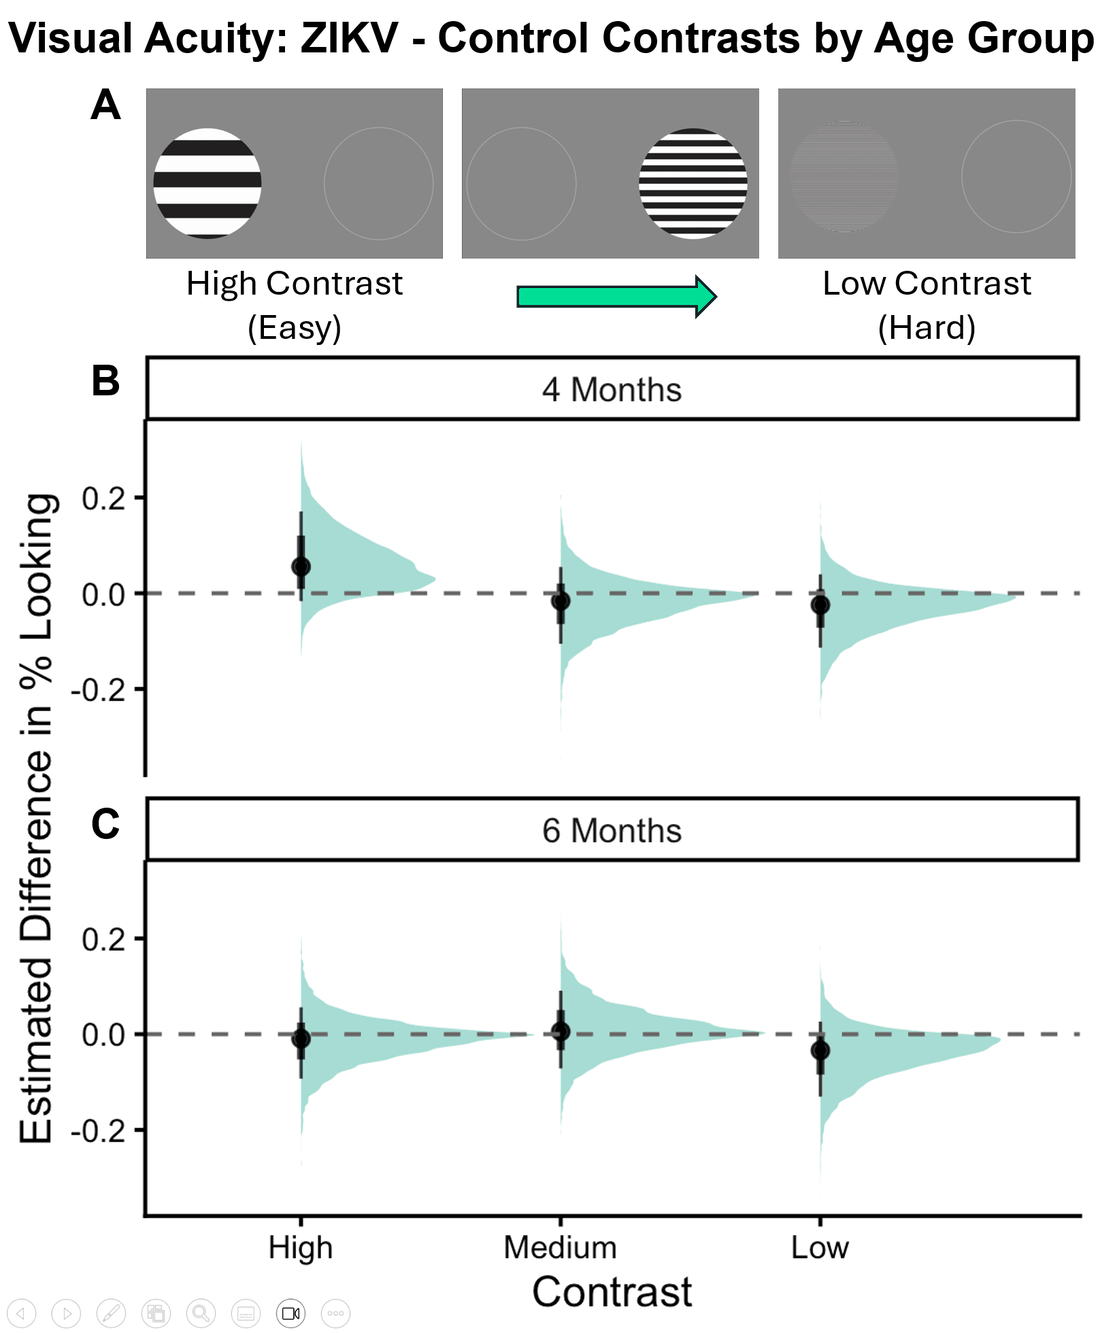 Visual Acuity: ZIKV - Control Contrasts by Age Group
A
High Contrast
(Easy)
Low Contrast
(Hard)
B
4 Months
0.2
0.0
-0.2
C
6 Months
0.2
0.0
-0.2
Estimated Difference in % Looking
High
Medium
Low
Contrast